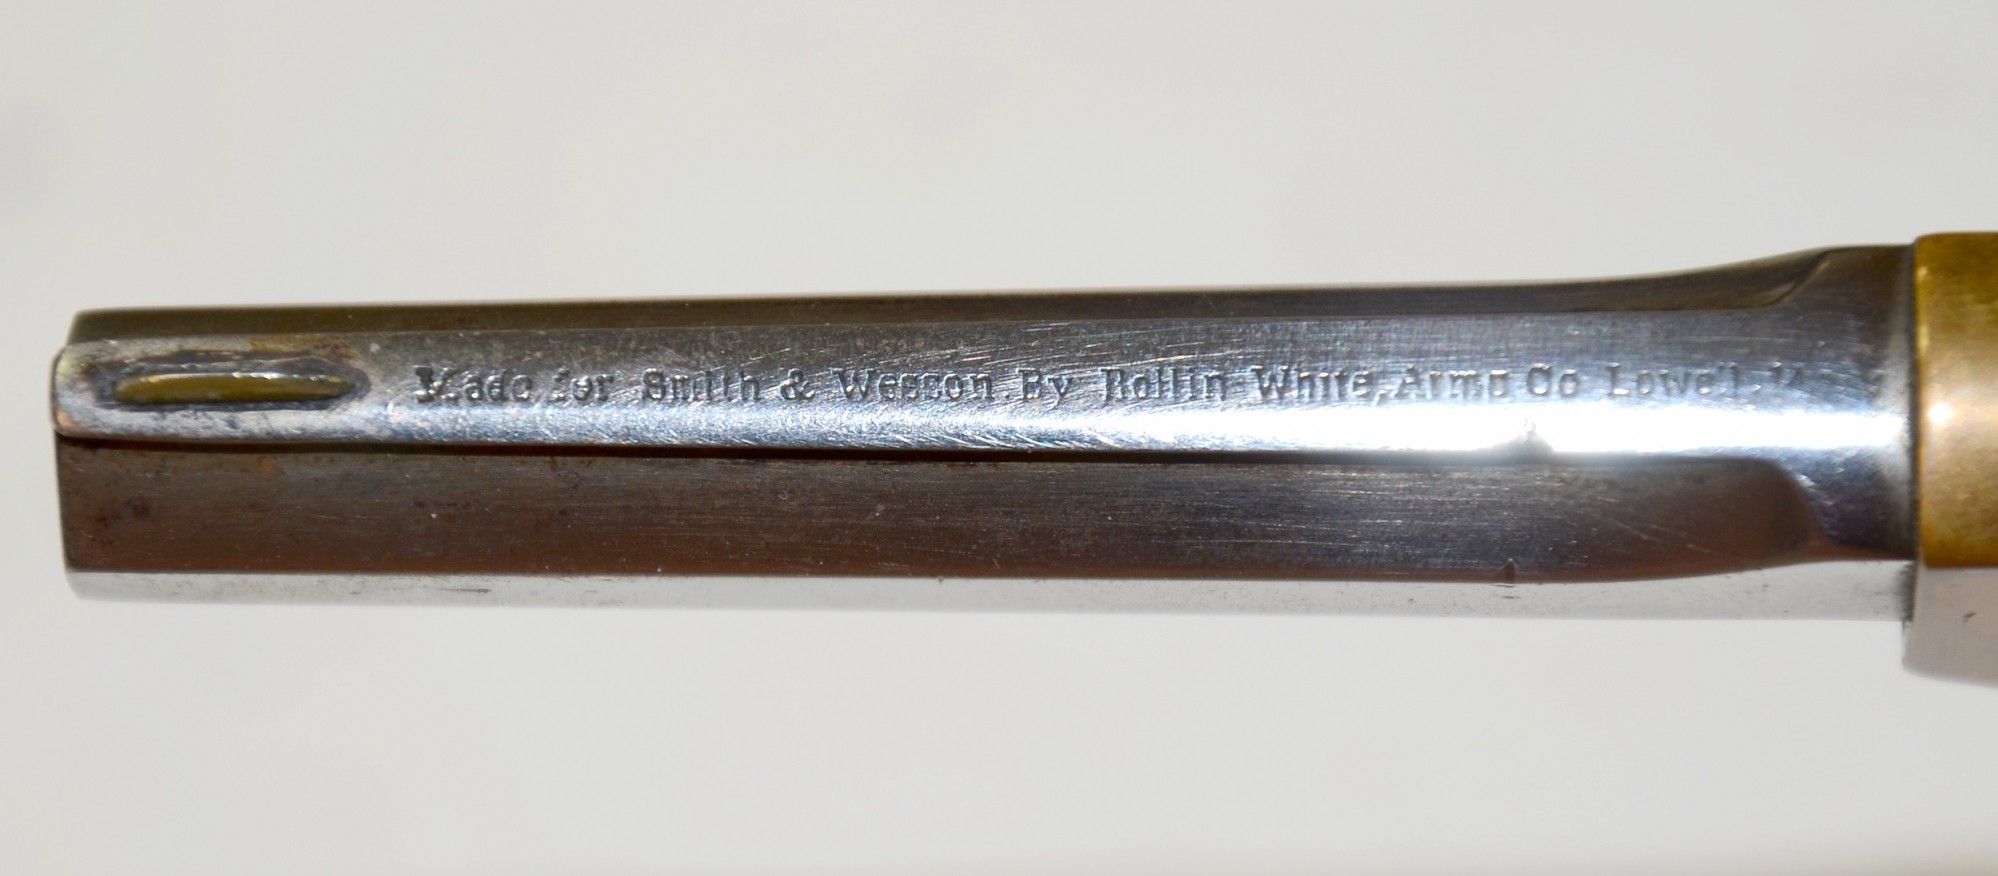 Made for Smith & Wesson. By Rollin White, Arms Co Lowell